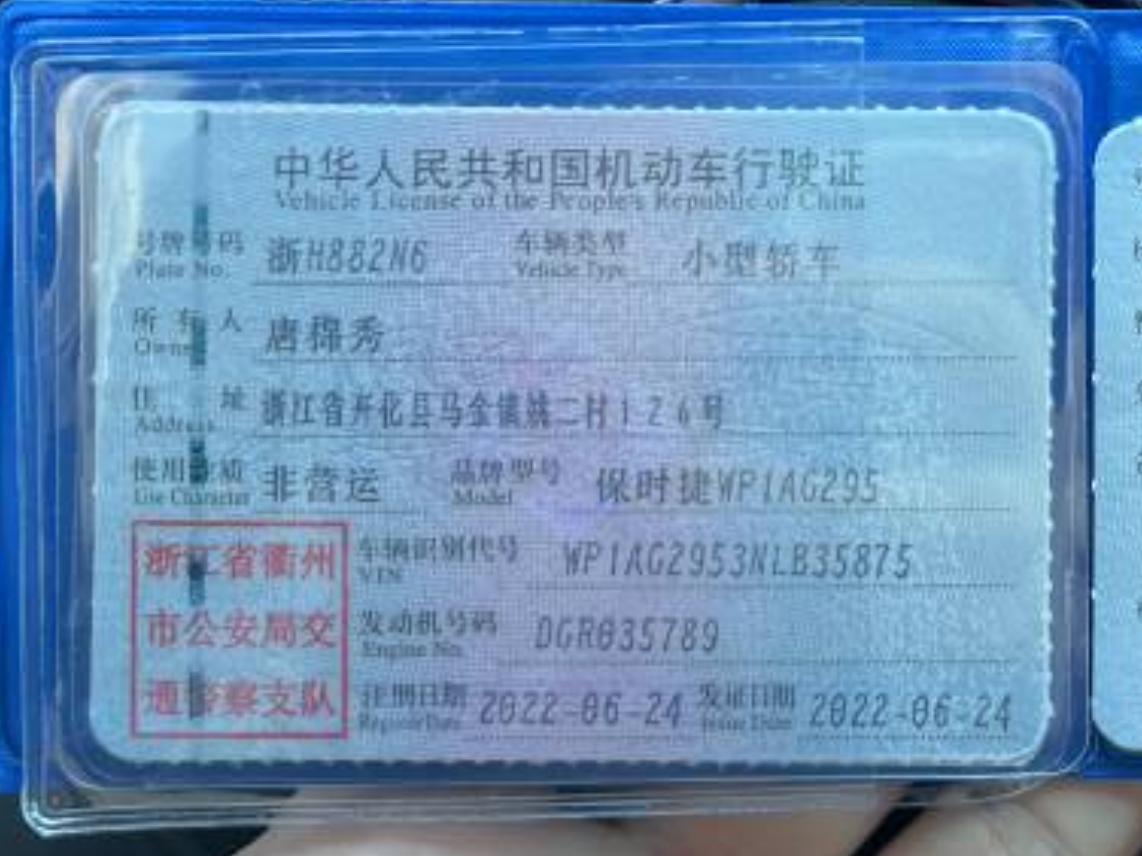 中华人民共和国机动车行驶证
Vehicle License of the People's Republic of China
号牌号码 浙H882N6 车辆类型 小型轿车
Plate No. Vehicle Type
所有人 唐锦秀
Owner
住址 浙江省开化县马金镇姚二村126号
Address
使用性质 非营运 品牌型号 保时捷WP1AG295
Use Character Model
浙江省衢州 车辆识别代号 WP1AG2953NLB35875
VIN
市公安局交 发动机号码 DGR035789
Engine No.
通警察支队 注册日期 2022-06-24 发证日期 2022-06-24
Register Date Issue Date